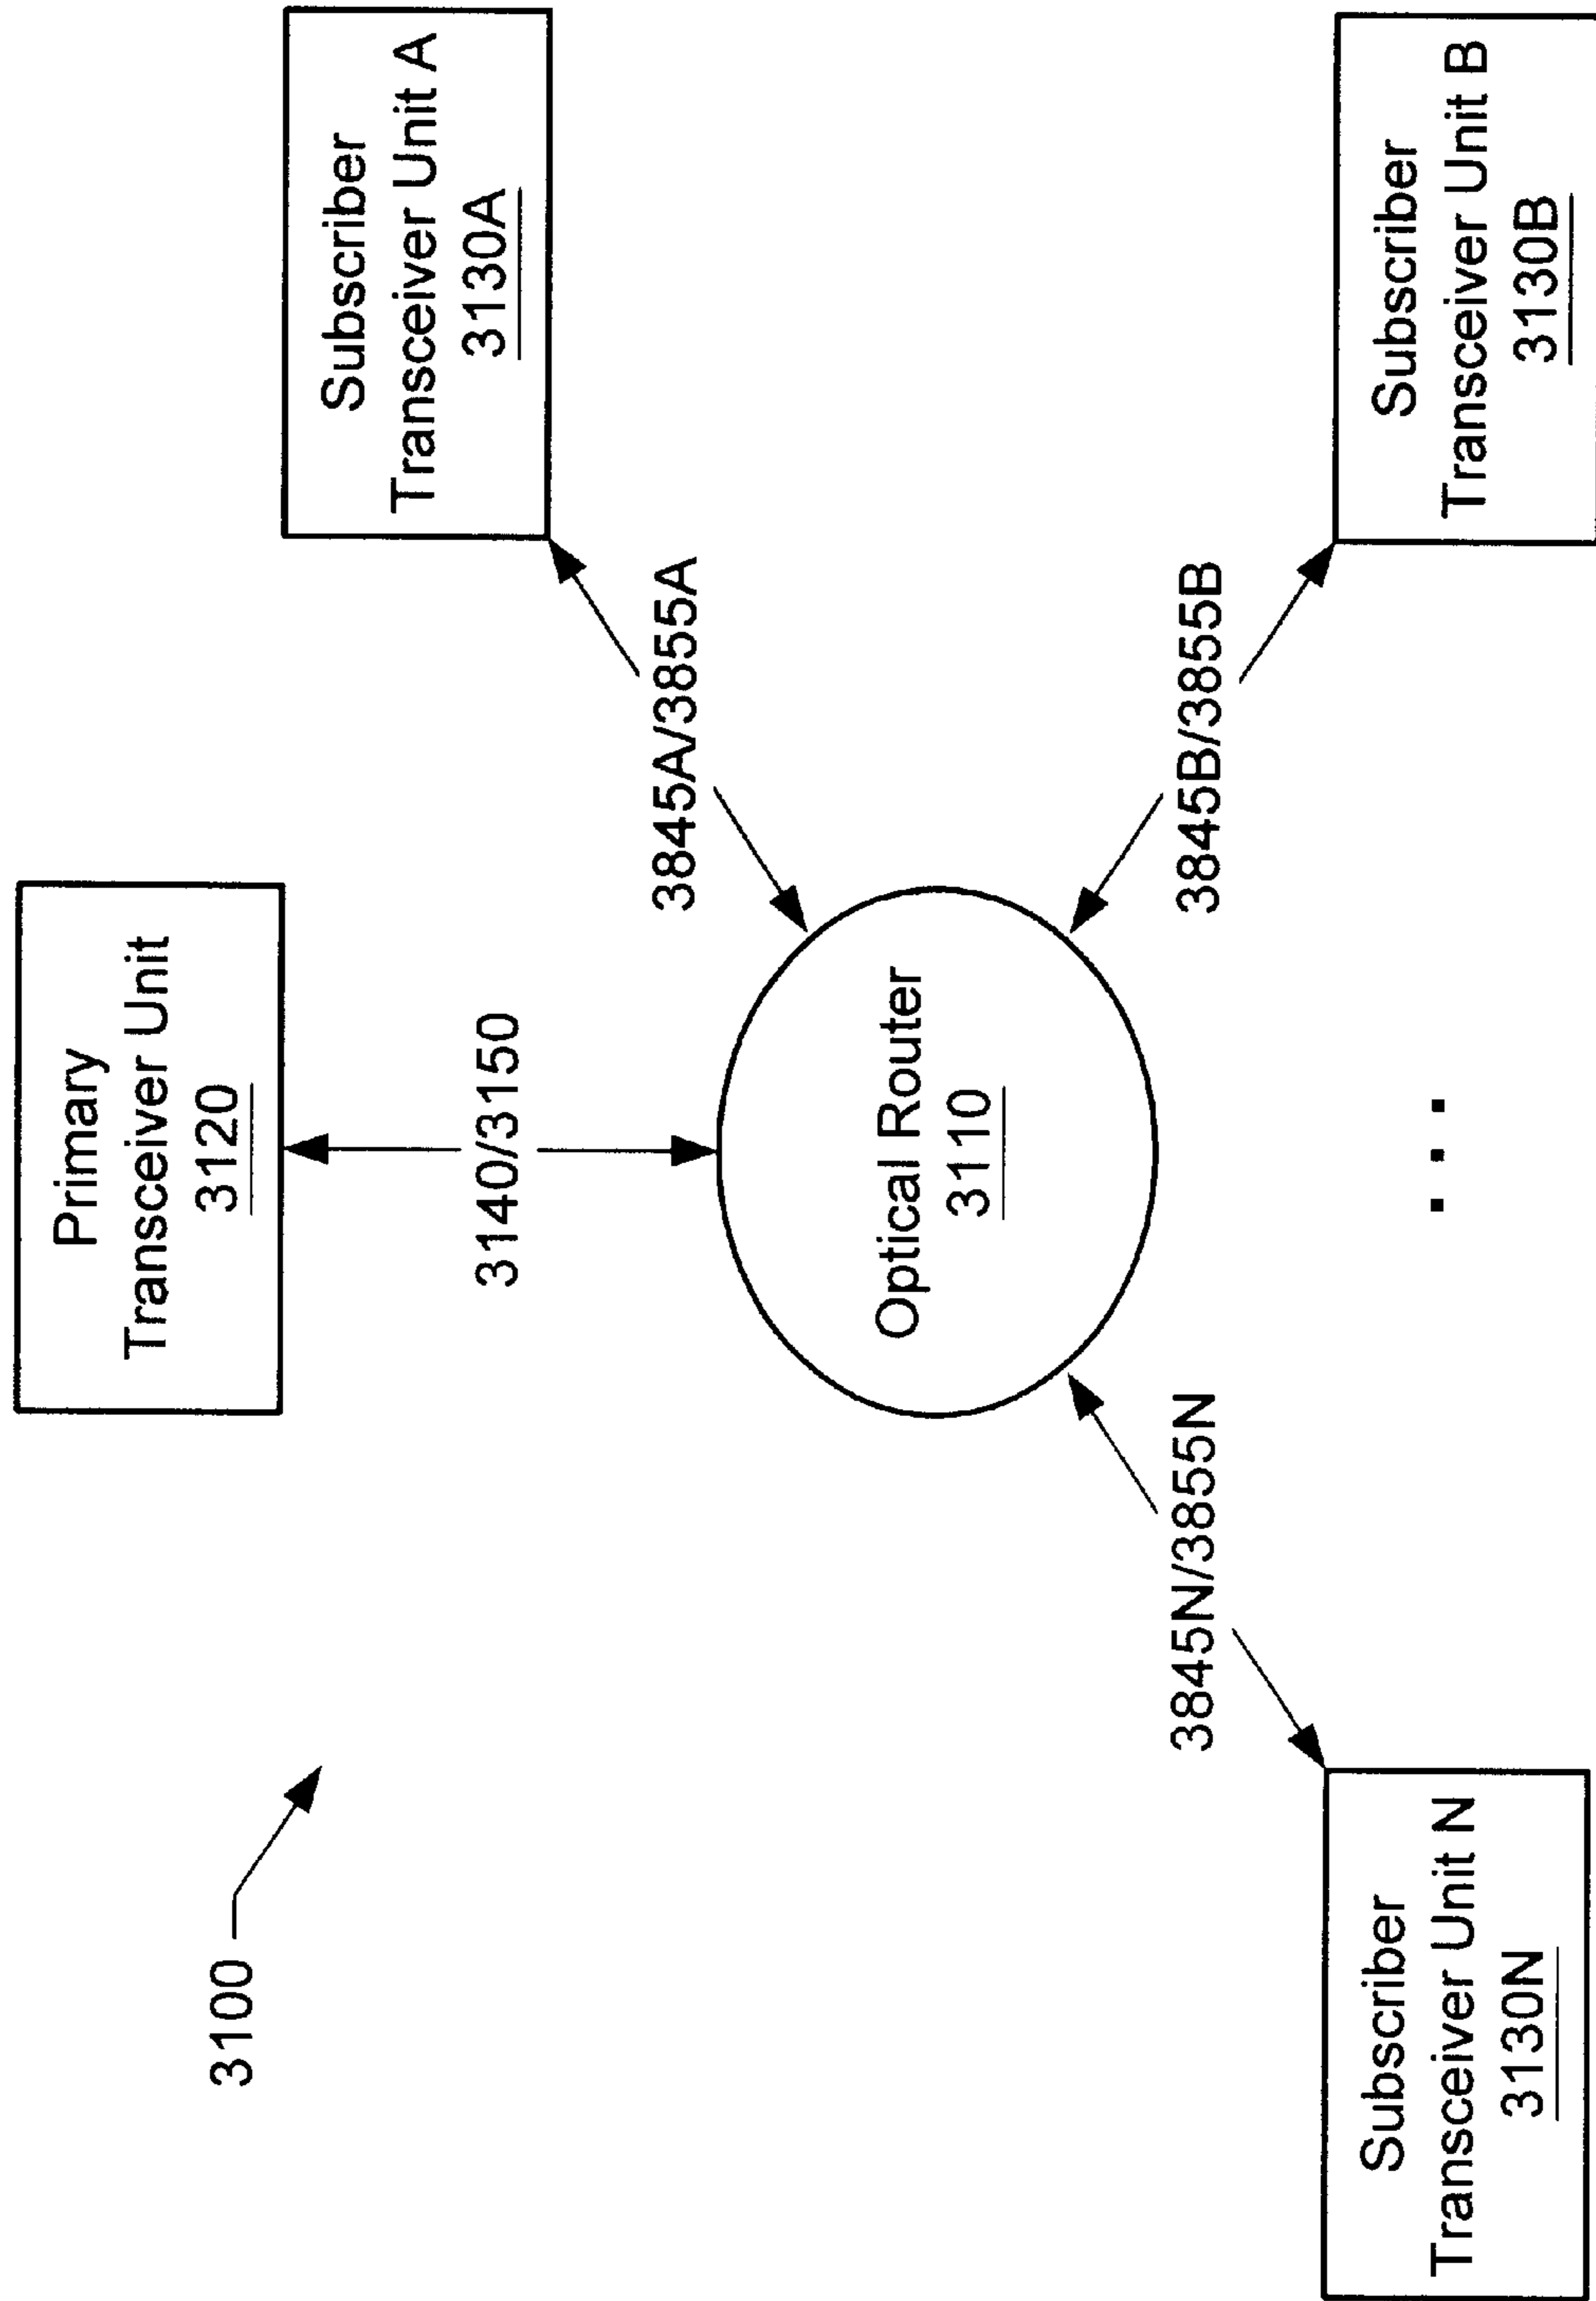 3100
Primary
Transceiver Unit
3120
Subscriber
Transceiver Unit A
3130A
3140/3150
3845A/3855A
Optical Router
3110
3845N/3855N
3845B/3855B
Subscriber
Transceiver Unit N
3130N
. . .
Subscriber
Transceiver Unit B
3130B